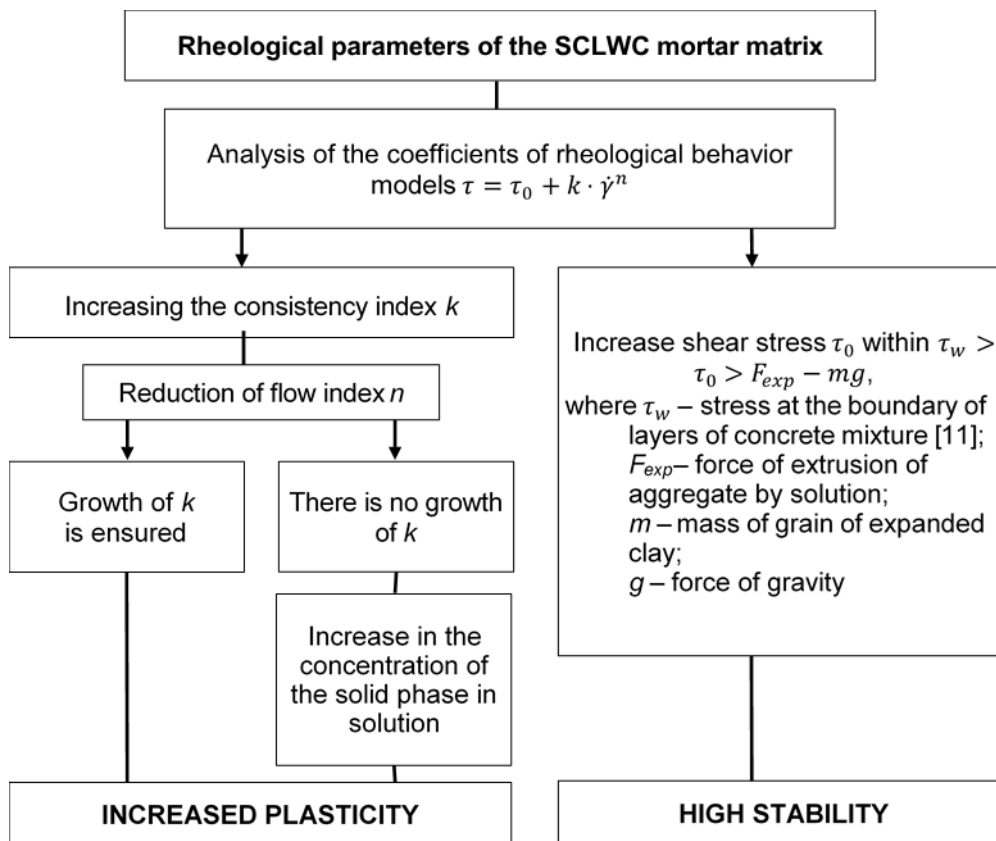 Rheological parameters of the SCLWC mortar matrix
Analysis of the coefficients of rheological behavior
models τ = τ₀ + k · γ̇ⁿ
Increasing the consistency index k
Reduction of flow index n
Growth of k
is ensured
There is no growth
of k
Increase in the
concentration of
the solid phase in
solution
INCREASED PLASTICITY
Increase shear stress τ₀ within τ_w >
τ₀ > F_exp − mg,
where τ_w – stress at the boundary of
layers of concrete mixture [11];
F_exp– force of extrusion of
aggregate by solution;
m – mass of grain of expanded
clay;
g – force of gravity
HIGH STABILITY